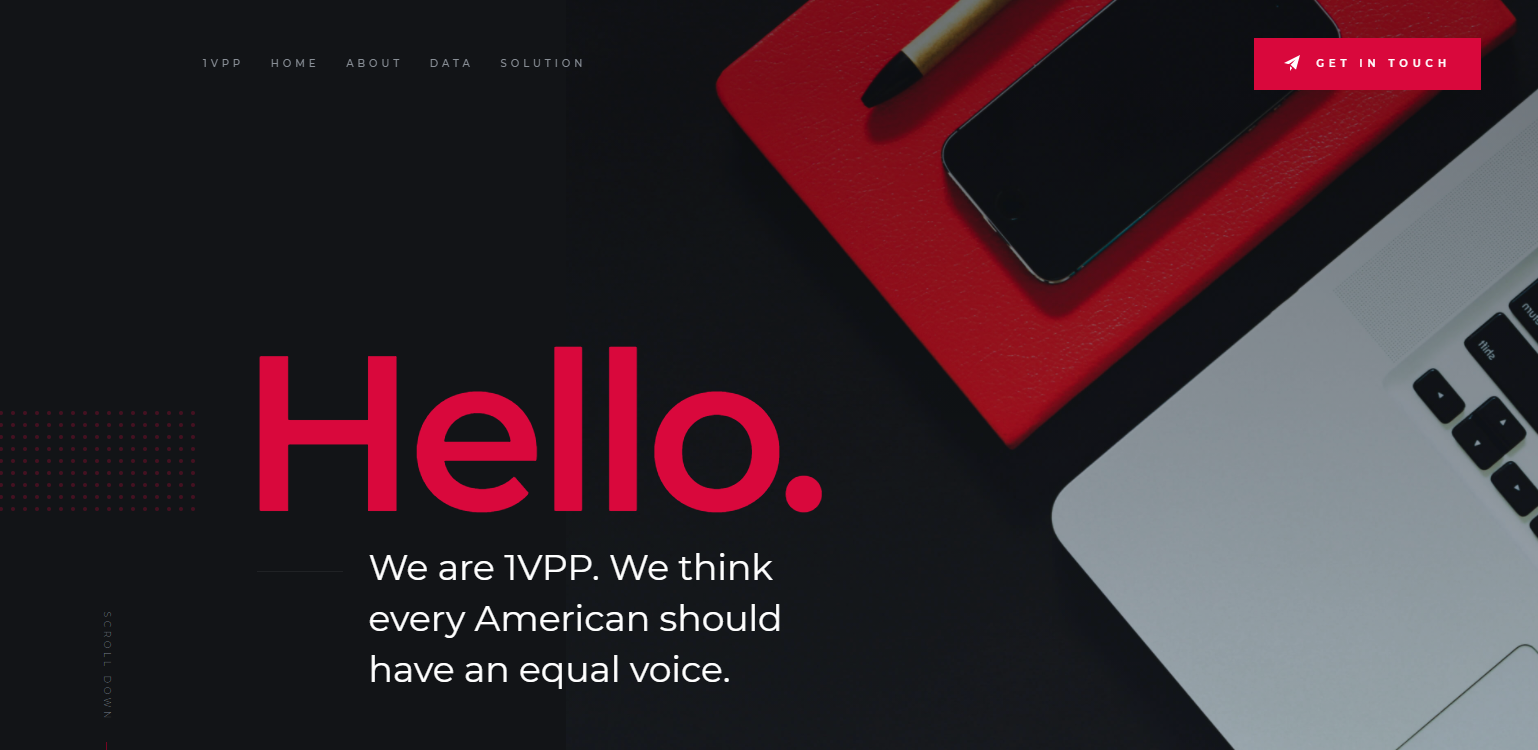 1VPP HOME ABOUT DATA SOLUTION
GET IN TOUCH
Hello.
We are 1VPP. We think
every American should
have an equal voice.
SCROLL DOWN
shift